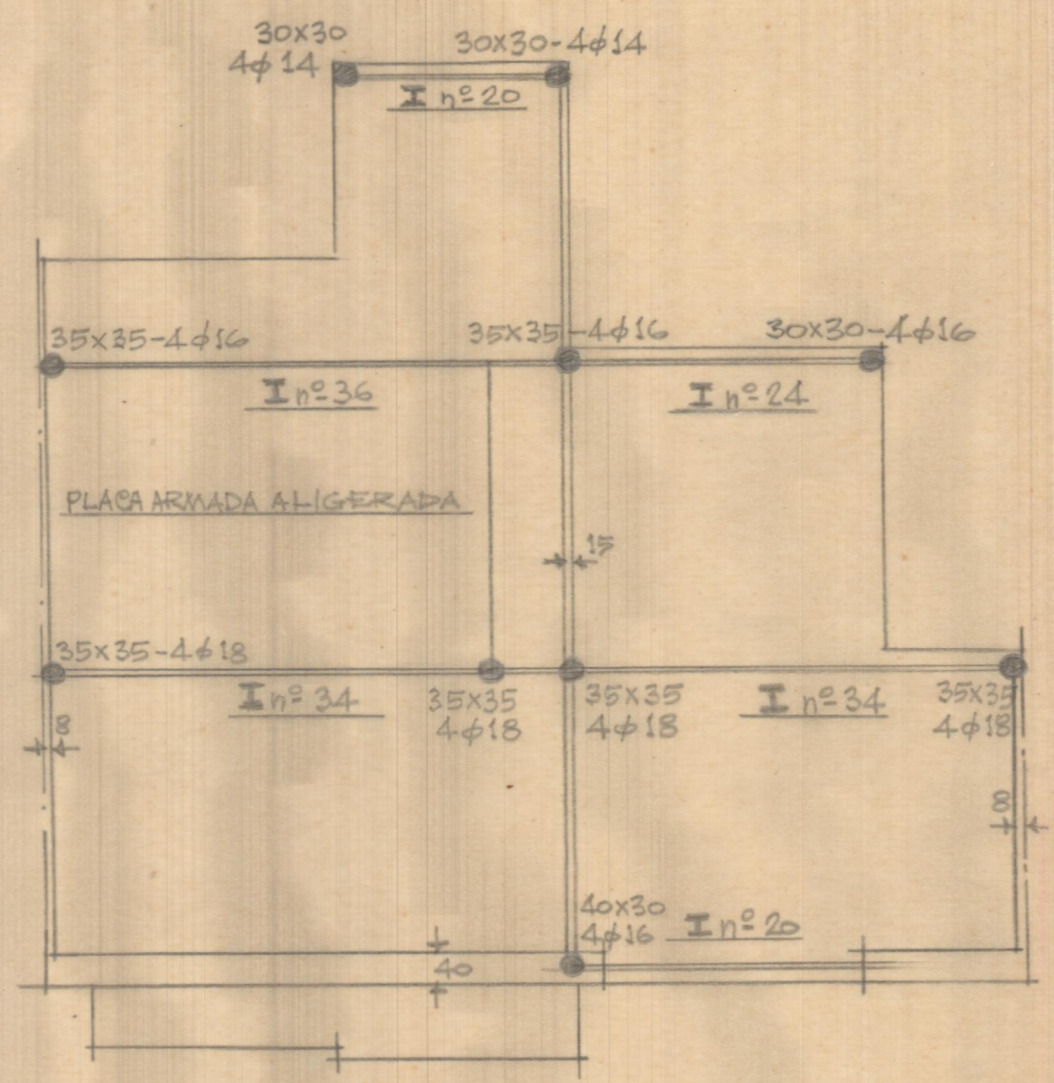 30x30
4ϕ14
30x30-4ϕ14
I nº 20
35x35-4ϕ16
35x35-4ϕ16
30x30-4ϕ16
I nº 36
I nº 24
PLACA ARMADA ALIGERADA
15
35x35-4ϕ18
I nº 34
35x35
4ϕ18
35x35
4ϕ18
I nº 34
35x35
4ϕ18
8
8
40x30
4ϕ16
I nº 20
40